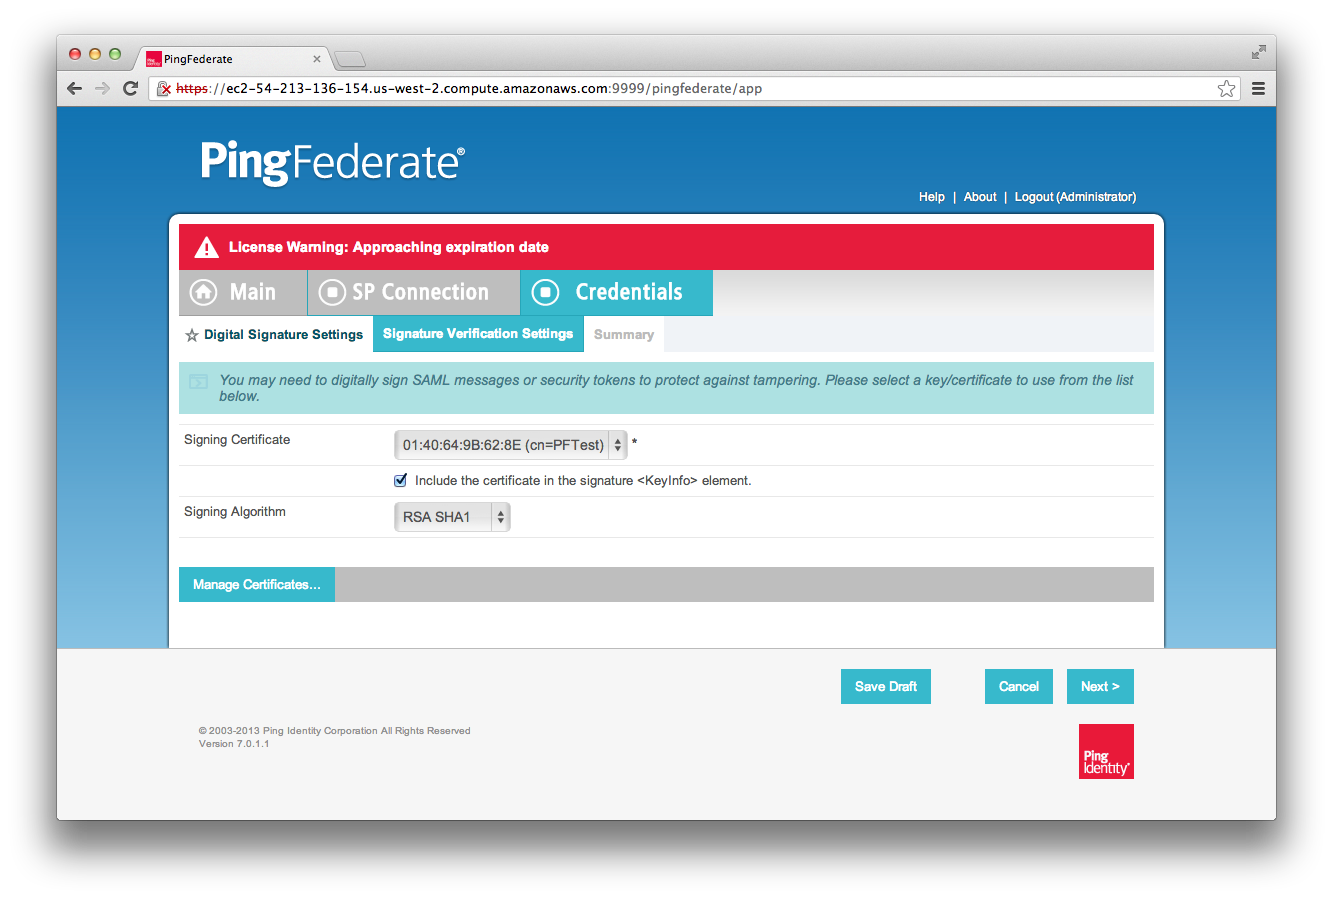 PingFederate
https://ec2-54-213-136-154.us-west-2.compute.amazonaws.com:9999/pingfederate/app
PingFederate®
Help | About | Logout (Administrator)
License Warning: Approaching expiration date
Main SP Connection Credentials
Digital Signature Settings Signature Verification Settings Summary
You may need to digitally sign SAML messages or security tokens to protect against tampering. Please select a key/certificate to use from the list
below.
Signing Certificate 01:40:64:9B:62:8E (cn=PFTest) *
Include the certificate in the signature <KeyInfo> element.
Signing Algorithm RSA SHA1
Manage Certificates...
Save Draft Cancel Next >
© 2003-2013 Ping Identity Corporation All Rights Reserved
Version 7.0.1.1
Ping
Identity